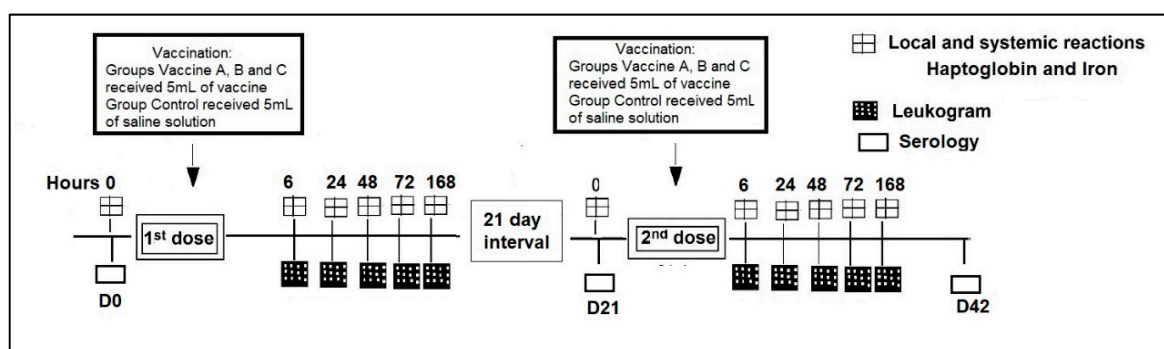 Vaccination:
Groups Vaccine A, B and C
received 5mL of vaccine
Group Control received 5mL
of saline solution
Vaccination:
Groups Vaccine A, B and C
received 5mL of vaccine
Group Control received 5mL
of saline solution
Local and systemic reactions
Haptoglobin and Iron
Leukogram
Serology
Hours 0 6 24 48 72 168 0 6 24 48 72 168
1st dose
21 day
interval
2nd dose
D0 D21 D42